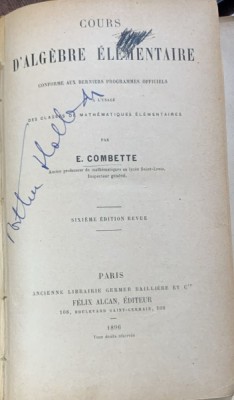 COURS
D'ALGÈBRE ÉLÉMENTAIRE
CONFORME AUX DERNIERS PROGRAMMES OFFICIELS
A L'USAGE
DES CLASSES DE MATHÉMATIQUES ÉLÉMENTAIRES
PAR
E. COMBETTE
Ancien professeur de mathématiques au lycée Saint-Louis,
Inspecteur général.
SIXIÈME ÉDITION REVUE
PARIS
ANCIENNE LIBRAIRIE GERMER BAILLIÈRE ET Cie
FÉLIX ALCAN, ÉDITEUR
108, BOULEVARD SAINT-GERMAIN, 108
Tous droits réservés